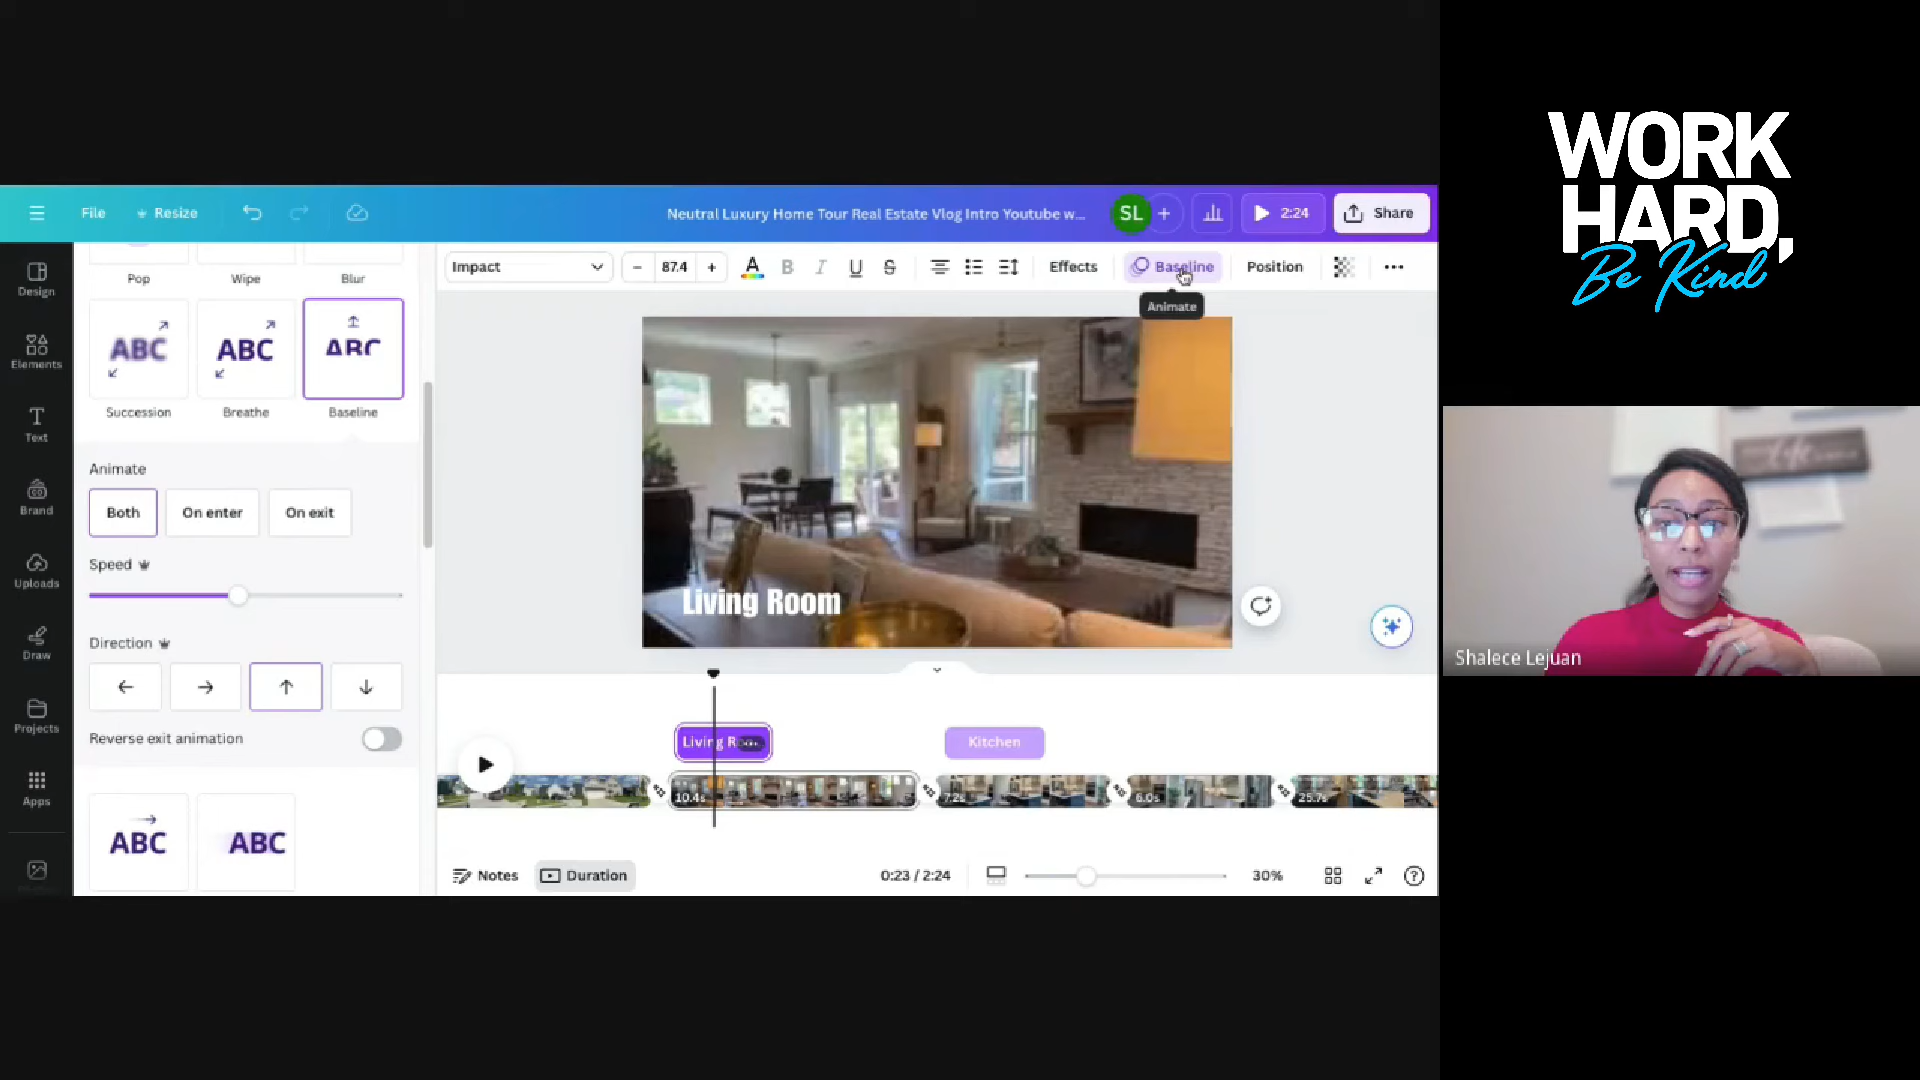 WORK
HARD,
Be Kind
File
Resize
Neutral Luxury Home Tour Real Estate Vlog Intro Youtube w...
SL
2:24
Share
Design
Elements
Text
Brand
Uploads
Draw
Projects
Apps
Pop
Wipe
Blur
ABC
ABC
ABC
Succession
Breathe
Baseline
Animate
Both
On enter
On exit
Speed
Direction
Reverse exit animation
ABC
ABC
Impact
87.4
A
B
I
U
S
Effects
Baseline
Position
Animate
Living Room
Living R
Kitchen
10.4s
7.2s
6.0s
25.7s
Notes
Duration
0:23 / 2:24
30%
Shalece Lejuan